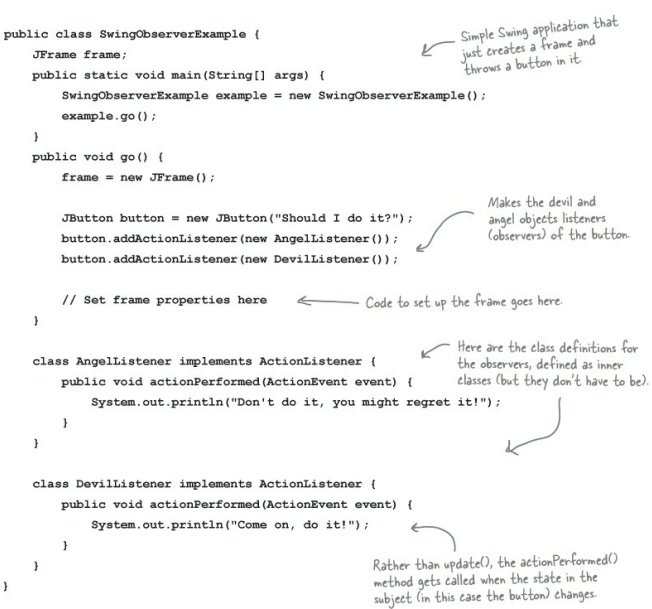 public class SwingObserverExample {
JFrame frame;
public static void main(String[] args) {
SwingObserverExample example = new SwingObserverExample();
example.go();
}
public void go() {
frame = new JFrame();
JButton button = new JButton("Should I do it?");
button.addActionListener(new AngelListener());
button.addActionListener(new DevilListener());
// Set frame properties here
}
class AngelListener implements ActionListener {
public void actionPerformed(ActionEvent event) {
System.out.println("Don't do it, you might regret it!");
}
}
class DevilListener implements ActionListener {
public void actionPerformed(ActionEvent event) {
System.out.println("Come on, do it!");
}
}
}
Simple Swing application that
just creates a frame and
throws a button in it.
Makes the devil and
angel objects listeners
(observers) of the button.
Code to set up the frame goes here.
Here are the class definitions for
the observers, defined as inner
classes (but they don't have to be).
Rather than update(), the actionPerformed()
method gets called when the state in the
subject (in this case the button) changes.